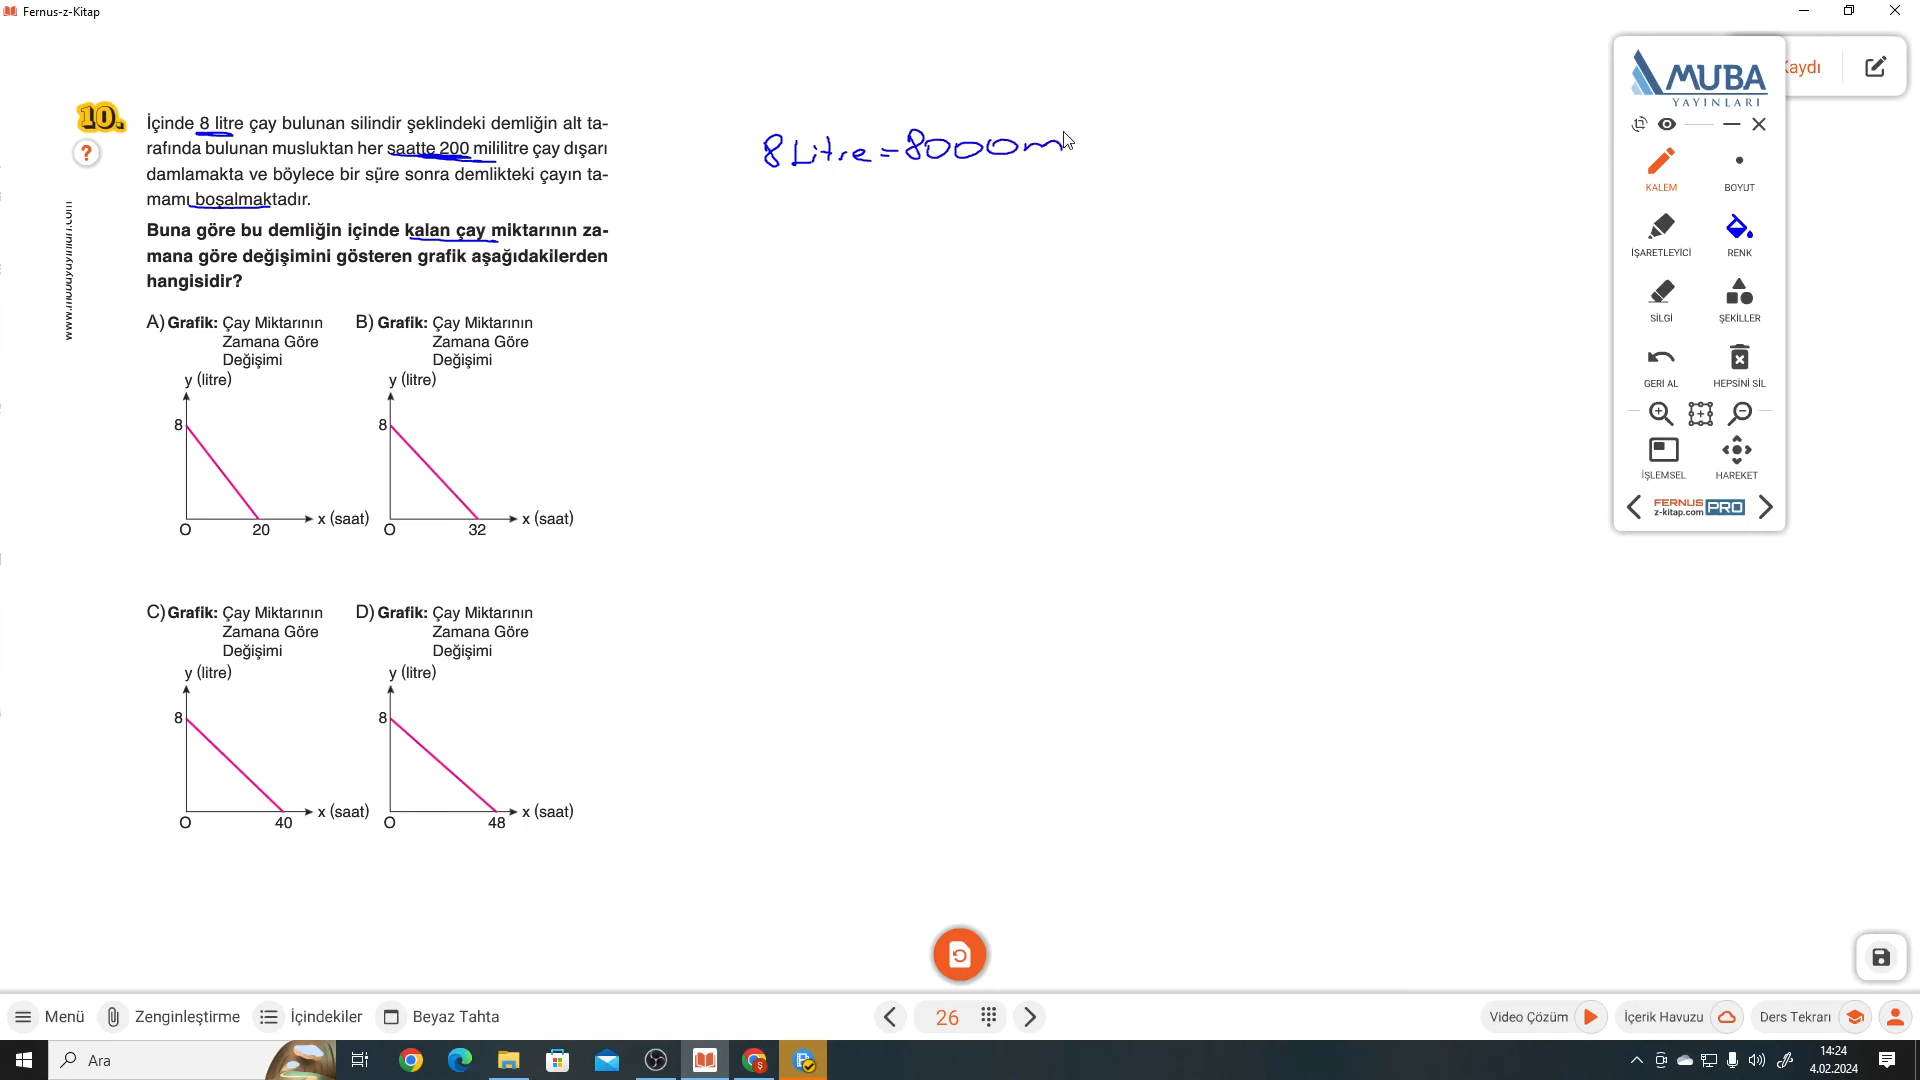 Fernus-z-Kitap
MUBA
YAYINLARI
Kaydı
KALEM
BOYUT
İŞARETLEYİCİ
RENK
SİLGİ
ŞEKİLLER
GERİ AL
HEPSİNİ SİL
İŞLEMSEL
HAREKET
FERNUS
z-kitap.com
PRO
10.
?
İçinde 8 litre çay bulunan silindir şeklindeki demliğin alt ta-
rafında bulunan musluktan her saatte 200 mililitre çay dışarı
damlamakta ve böylece bir süre sonra demlikteki çayın ta-
mamı boşalmaktadır.
Buna göre bu demliğin içinde kalan çay miktarının za-
mana göre değişimini gösteren grafik aşağıdakilerden
hangisidir?
8 Litre = 8000 m
A) Grafik: Çay Miktarının
Zamana Göre
Değişimi
y (litre)
8
O
20
x (saat)
B) Grafik: Çay Miktarının
Zamana Göre
Değişimi
y (litre)
8
O
32
x (saat)
C) Grafik: Çay Miktarının
Zamana Göre
Değişimi
y (litre)
8
O
40
x (saat)
D) Grafik: Çay Miktarının
Zamana Göre
Değişimi
y (litre)
8
O
48
x (saat)
Menü
Zenginleştirme
İçindekiler
Beyaz Tahta
26
Video Çözüm
İçerik Havuzu
Ders Tekrarı
Ara
14:24
4.02.2024